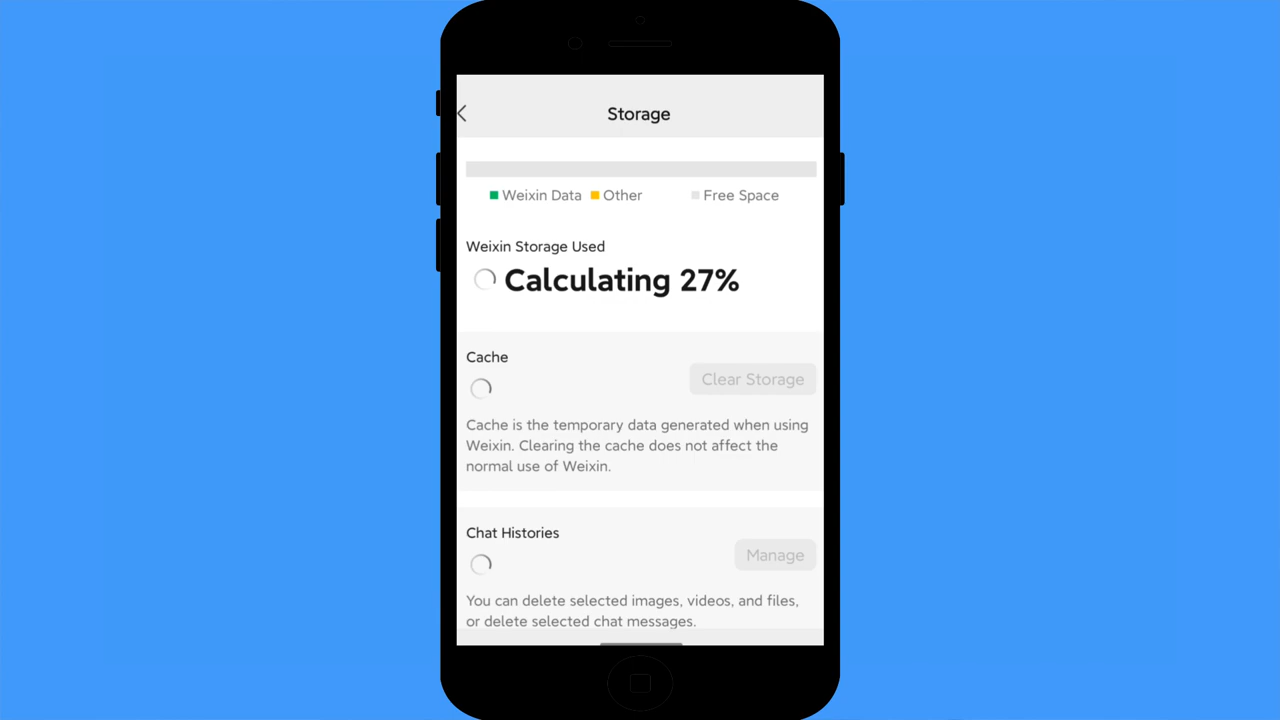 Storage
Weixin Data Other Free Space
Weixin Storage Used
Calculating 27%
Cache
Clear Storage
Cache is the temporary data generated when using
Weixin. Clearing the cache does not affect the
normal use of Weixin.
Chat Histories
Manage
You can delete selected images, videos, and files,
or delete selected chat messages.